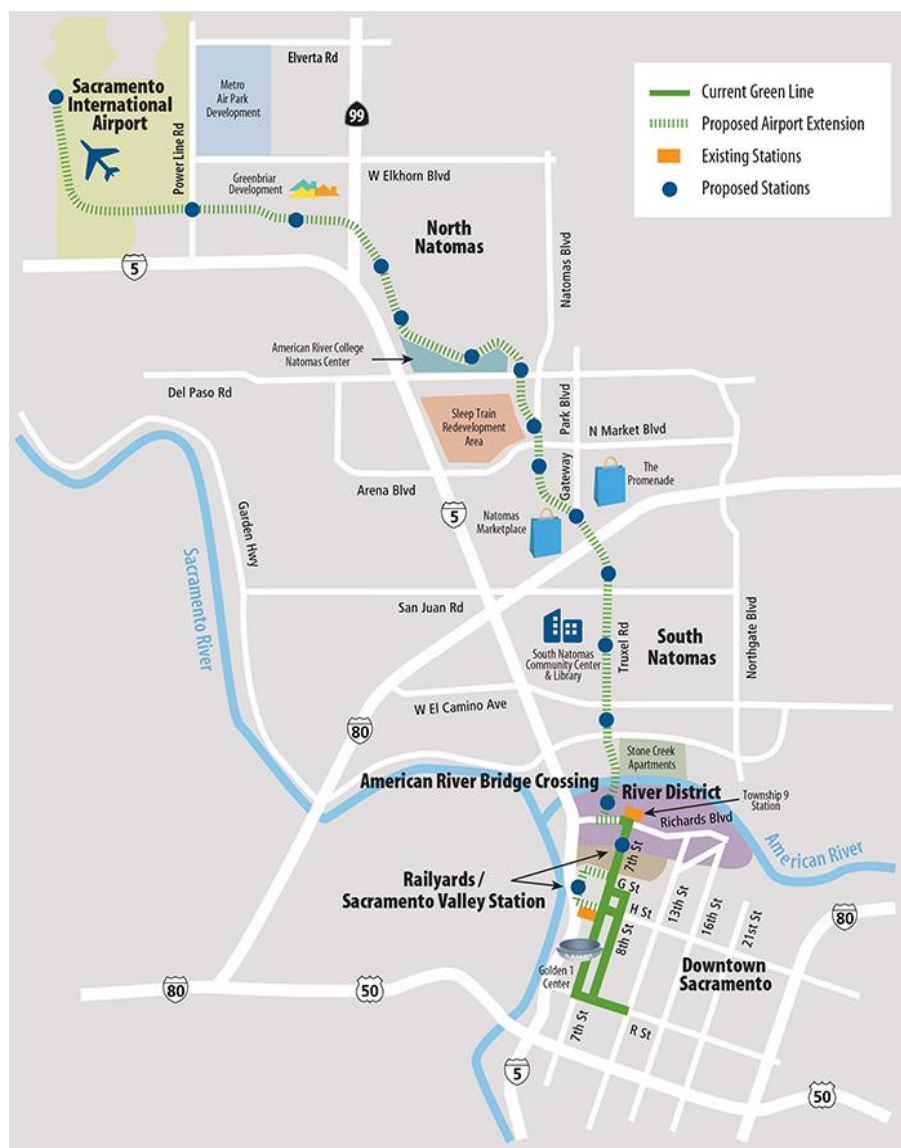 Elverta Rd
Sacramento
International
Airport
Metro
Air Park
Development
99
Power Line Rd
Current Green Line
Proposed Airport Extension
Existing Stations
Proposed Stations
Greenbriar
Development
W Elkhorn Blvd
North
Natomas
5
Natomas Blvd
American River College
Natomas Center
Del Paso Rd
Sleep Train
Redevelopment
Area
Park Blvd
N Market Blvd
Gateway
The
Promenade
Arena Blvd
Natomas
Marketplace
5
Garden Hwy
Sacramento River
San Juan Rd
South Natomas
Community Center
& Library
Truxel Rd
South
Natomas
Northgate Blvd
W El Camino Ave
80
Stone Creek
Apartments
American River Bridge Crossing
River District
Township 9
Station
Richards Blvd
American River
7th St
Railyards /
Sacramento Valley Station
G St
H St
13th St
16th St
21st St
80
8th St
Golden 1
Center
Downtown
Sacramento
80
50
7th St
R St
5
50